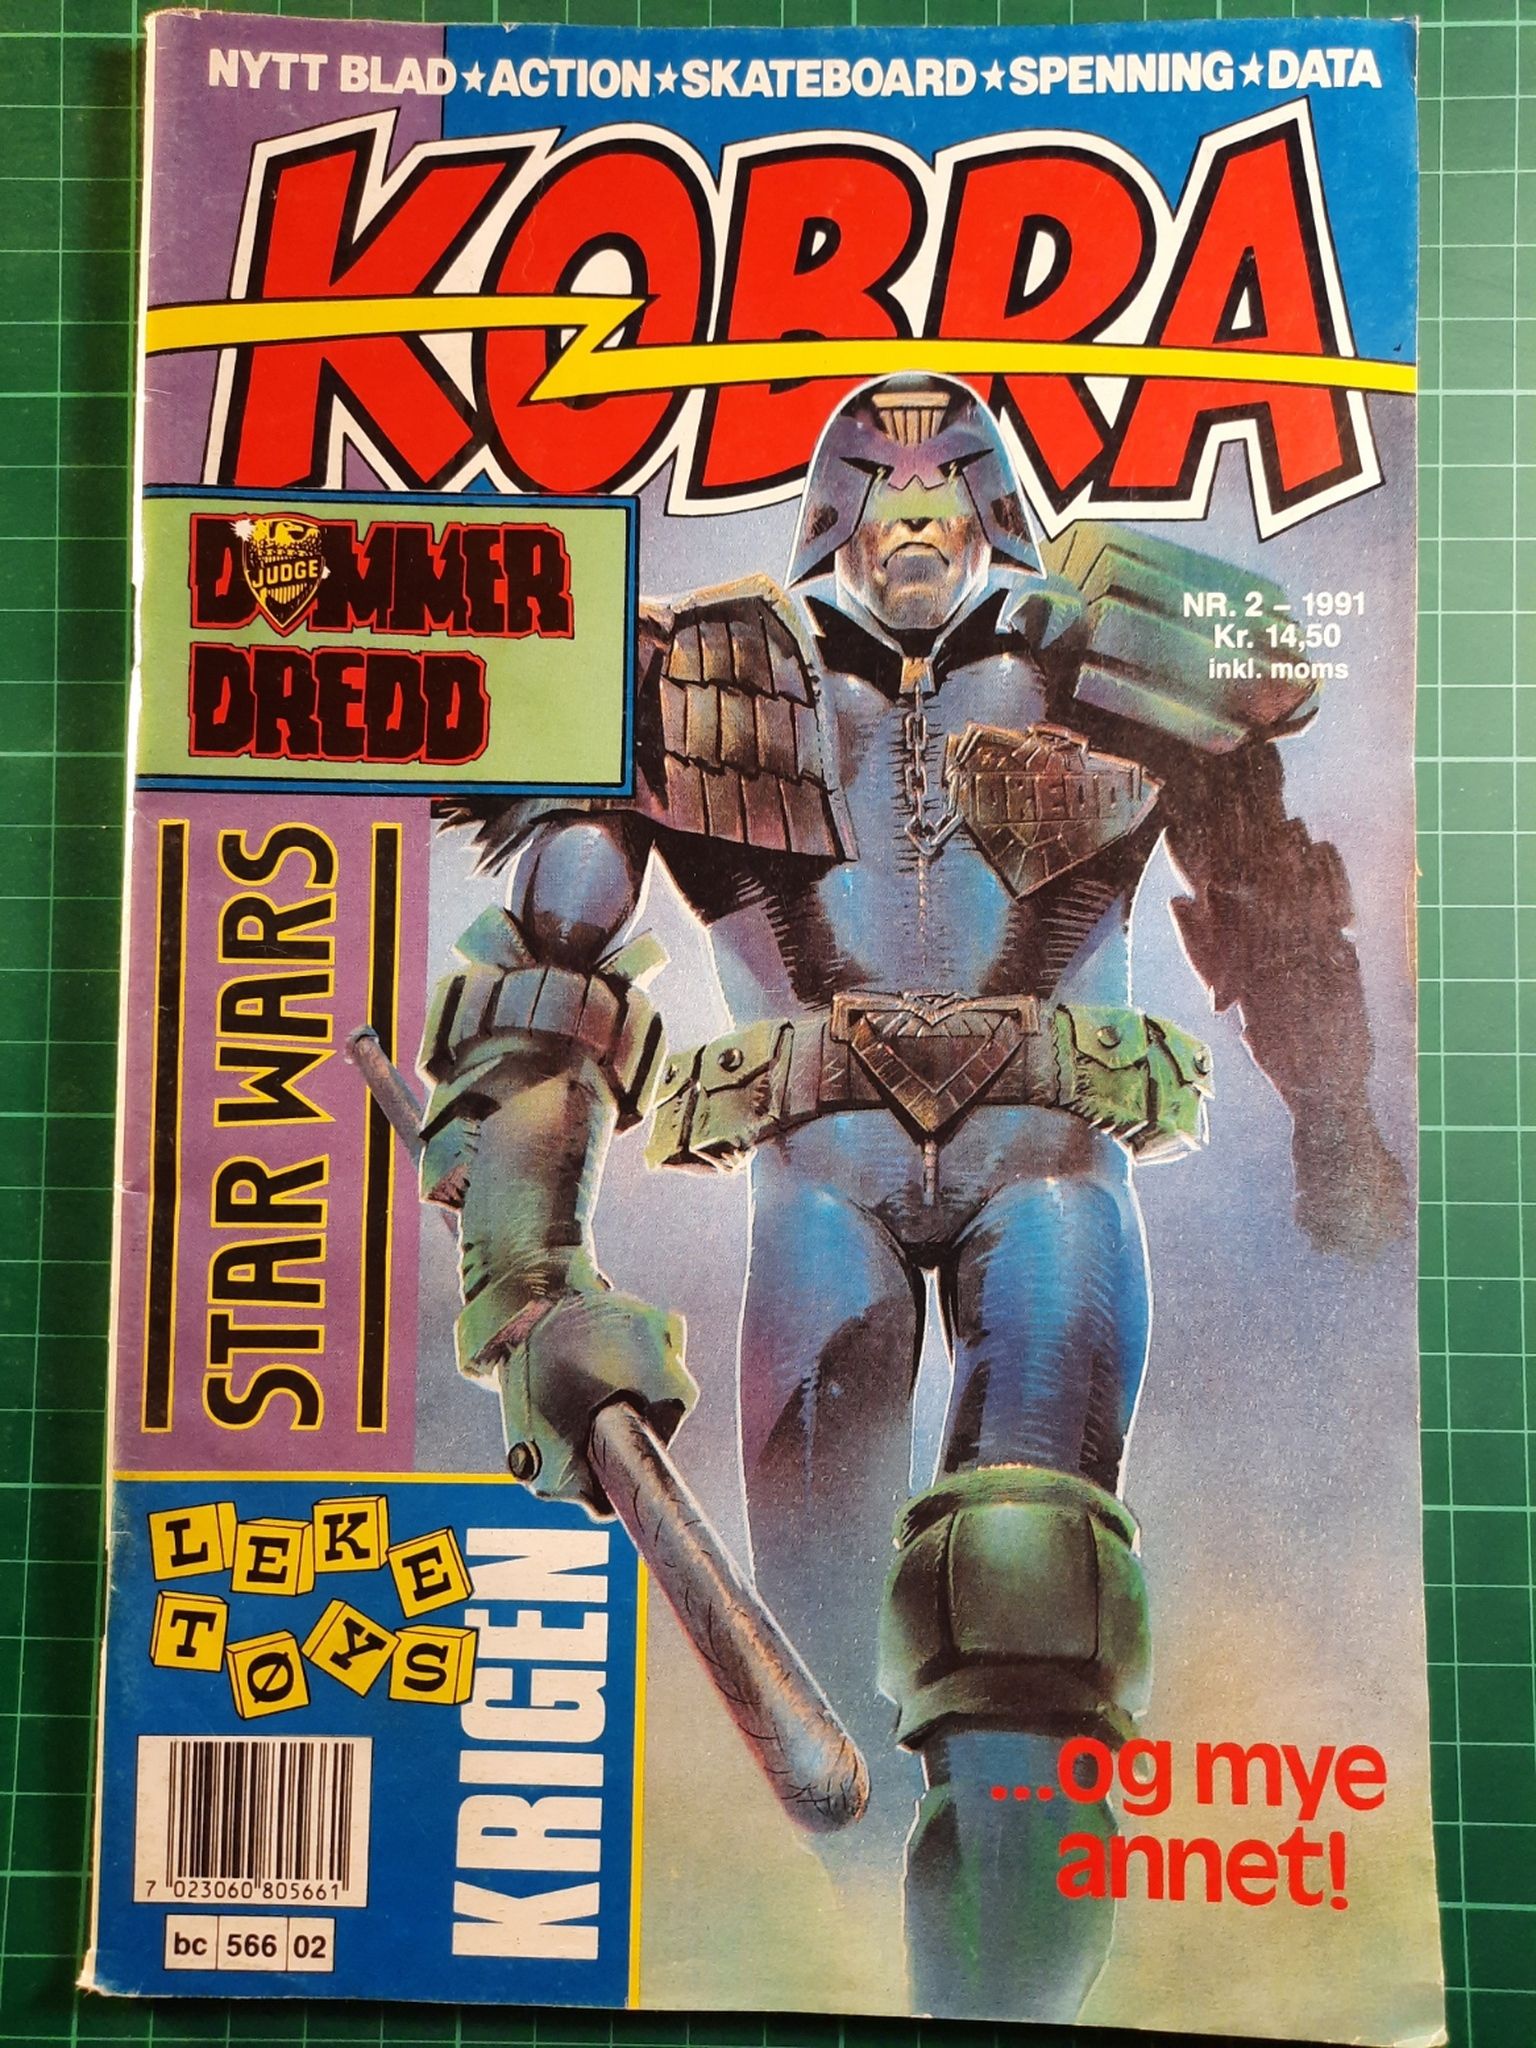 NYTT BLAD★ACTION★SKATEBOARD★SPENNING★DATA
KOBRA
DOMMER
JUDGE
DREDD
NR. 2 – 1991
Kr. 14,50
inkl. moms
DREDD
STAR WARS
LEKE
TØYS
KRIGEN
...og mye
annet!
7 023060 805661
bc 566 02